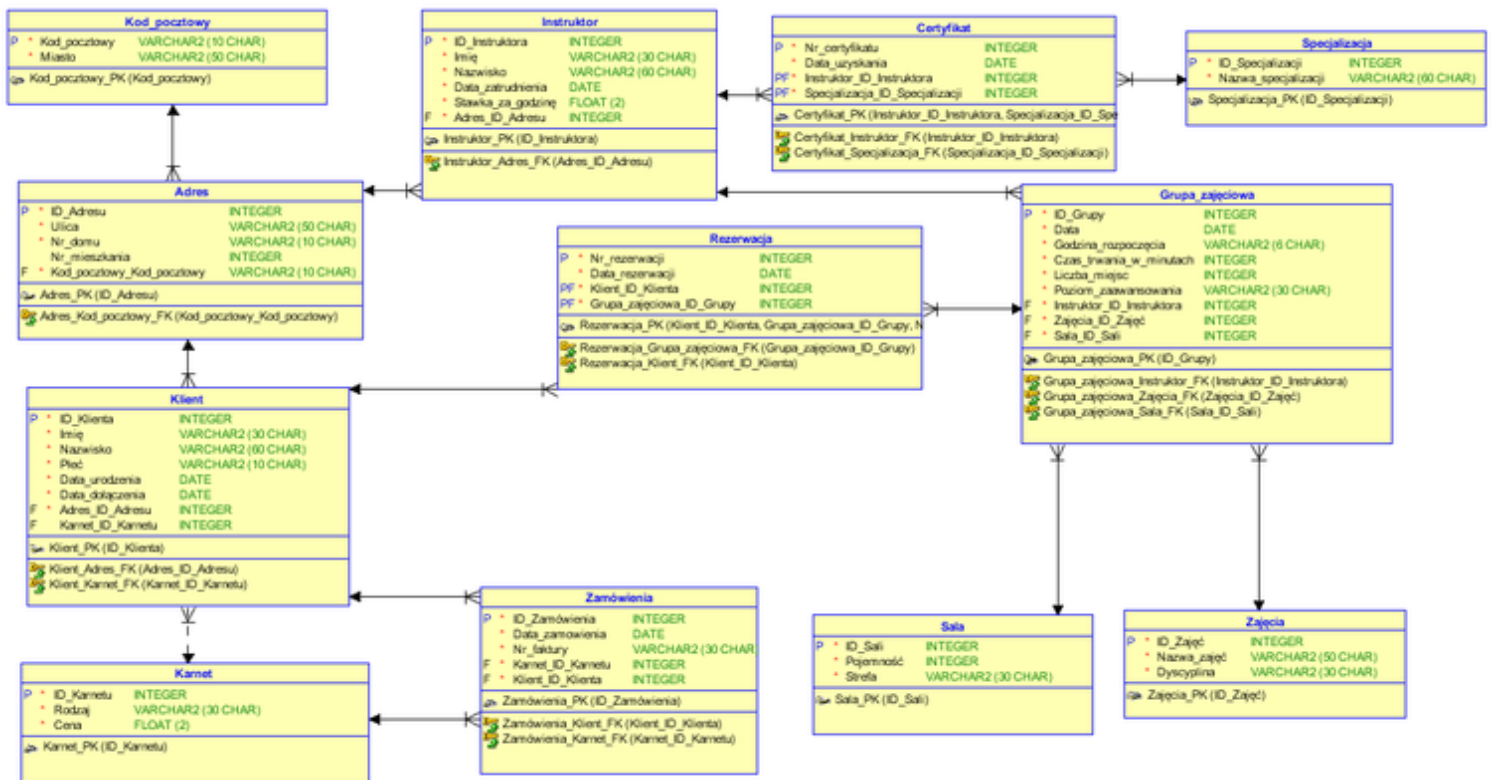 Kod_pocztowy
P * Kod_pocztowy VARCHAR2 (10 CHAR)
* Miasto VARCHAR2 (50 CHAR)
Kod_pocztowy_PK (Kod_pocztowy)
Instruktor
P * ID_Instruktora INTEGER
* Imię VARCHAR2 (30 CHAR)
* Nazwisko VARCHAR2 (60 CHAR)
* Data_zatrudnienia DATE
* Stawka_za_godzinę FLOAT (2)
F * Adres_ID_Adresu INTEGER
Instruktor_PK (ID_Instruktora)
Instruktor_Adres_FK (Adres_ID_Adresu)
Certyfikat
P * Nr_certyfikatu INTEGER
* Data_uzyskania DATE
PF* Instruktor_ID_Instruktora INTEGER
PF* Specjalizacja_ID_Specjalizacji INTEGER
Certyfikat_PK (Instruktor_ID_Instruktora, Specjalizacja_ID_Spe
Certyfikat_Instruktor_FK (Instruktor_ID_Instruktora)
Certyfikat_Specjalizacja_FK (Specjalizacja_ID_Specjalizacji)
Specjalizacja
P * ID_Specjalizacji INTEGER
* Nazwa_specjalizacji VARCHAR2 (60 CHAR)
Specjalizacja_PK (ID_Specjalizacji)
Adres
P * ID_Adresu INTEGER
* Ulica VARCHAR2 (50 CHAR)
* Nr_domu VARCHAR2 (10 CHAR)
Nr_mieszkania INTEGER
F * Kod_pocztowy_Kod_pocztowy VARCHAR2 (10 CHAR)
Adres_PK (ID_Adresu)
Adres_Kod_pocztowy_FK (Kod_pocztowy_Kod_pocztowy)
Rezerwacja
P * Nr_rezerwacji INTEGER
* Data_rezerwacji DATE
PF* Klient_ID_Klienta INTEGER
PF* Grupa_zajęciowa_ID_Grupy INTEGER
Rezerwacja_PK (Klient_ID_Klienta, Grupa_zajęciowa_ID_Grupy, N
Rezerwacja_Grupa_zajęciowa_FK (Grupa_zajęciowa_ID_Grupy)
Rezerwacja_Klient_FK (Klient_ID_Klienta)
Grupa_zajęciowa
P * ID_Grupy INTEGER
* Data DATE
* Godzina_rozpoczęcia VARCHAR2 (6 CHAR)
* Czas_trwania_w_minutach INTEGER
* Liczba_miejsc INTEGER
* Poziom_zaawansowania VARCHAR2 (30 CHAR)
F * Instruktor_ID_Instruktora INTEGER
F * Zajęcia_ID_Zajęć INTEGER
F * Sala_ID_Sali INTEGER
Grupa_zajęciowa_PK (ID_Grupy)
Grupa_zajęciowa_Instruktor_FK (Instruktor_ID_Instruktora)
Grupa_zajęciowa_Zajęcia_FK (Zajęcia_ID_Zajęć)
Grupa_zajęciowa_Sala_FK (Sala_ID_Sali)
Klient
P * ID_Klienta INTEGER
* Imię VARCHAR2 (30 CHAR)
* Nazwisko VARCHAR2 (60 CHAR)
* Płeć VARCHAR2 (10 CHAR)
* Data_urodzenia DATE
* Data_dołączenia DATE
F * Adres_ID_Adresu INTEGER
F Karnet_ID_Karnetu INTEGER
Klient_PK (ID_Klienta)
Klient_Adres_FK (Adres_ID_Adresu)
Klient_Karnet_FK (Karnet_ID_Karnetu)
Zamówienia
P * ID_Zamówienia INTEGER
* Data_zamowienia DATE
* Nr_faktury VARCHAR2 (30 CHAR
F * Karnet_ID_Karnetu INTEGER
F * Klient_ID_Klienta INTEGER
Zamówienia_PK (ID_Zamówienia)
Zamówienia_Klient_FK (Klient_ID_Klienta)
Zamówienia_Karnet_FK (Karnet_ID_Karnetu)
Sala
P * ID_Sali INTEGER
* Pojemność INTEGER
* Strefa VARCHAR2 (30 CHAR)
Sala_PK (ID_Sali)
Zajęcia
P * ID_Zajęć INTEGER
* Nazwa_zajęć VARCHAR2 (50 CHAR)
* Dyscyplina VARCHAR2 (30 CHAR)
Zajęcia_PK (ID_Zajęć)
Karnet
P * ID_Karnetu INTEGER
* Rodzaj VARCHAR2 (30 CHAR)
* Cena FLOAT (2)
Karnet_PK (ID_Karnetu)